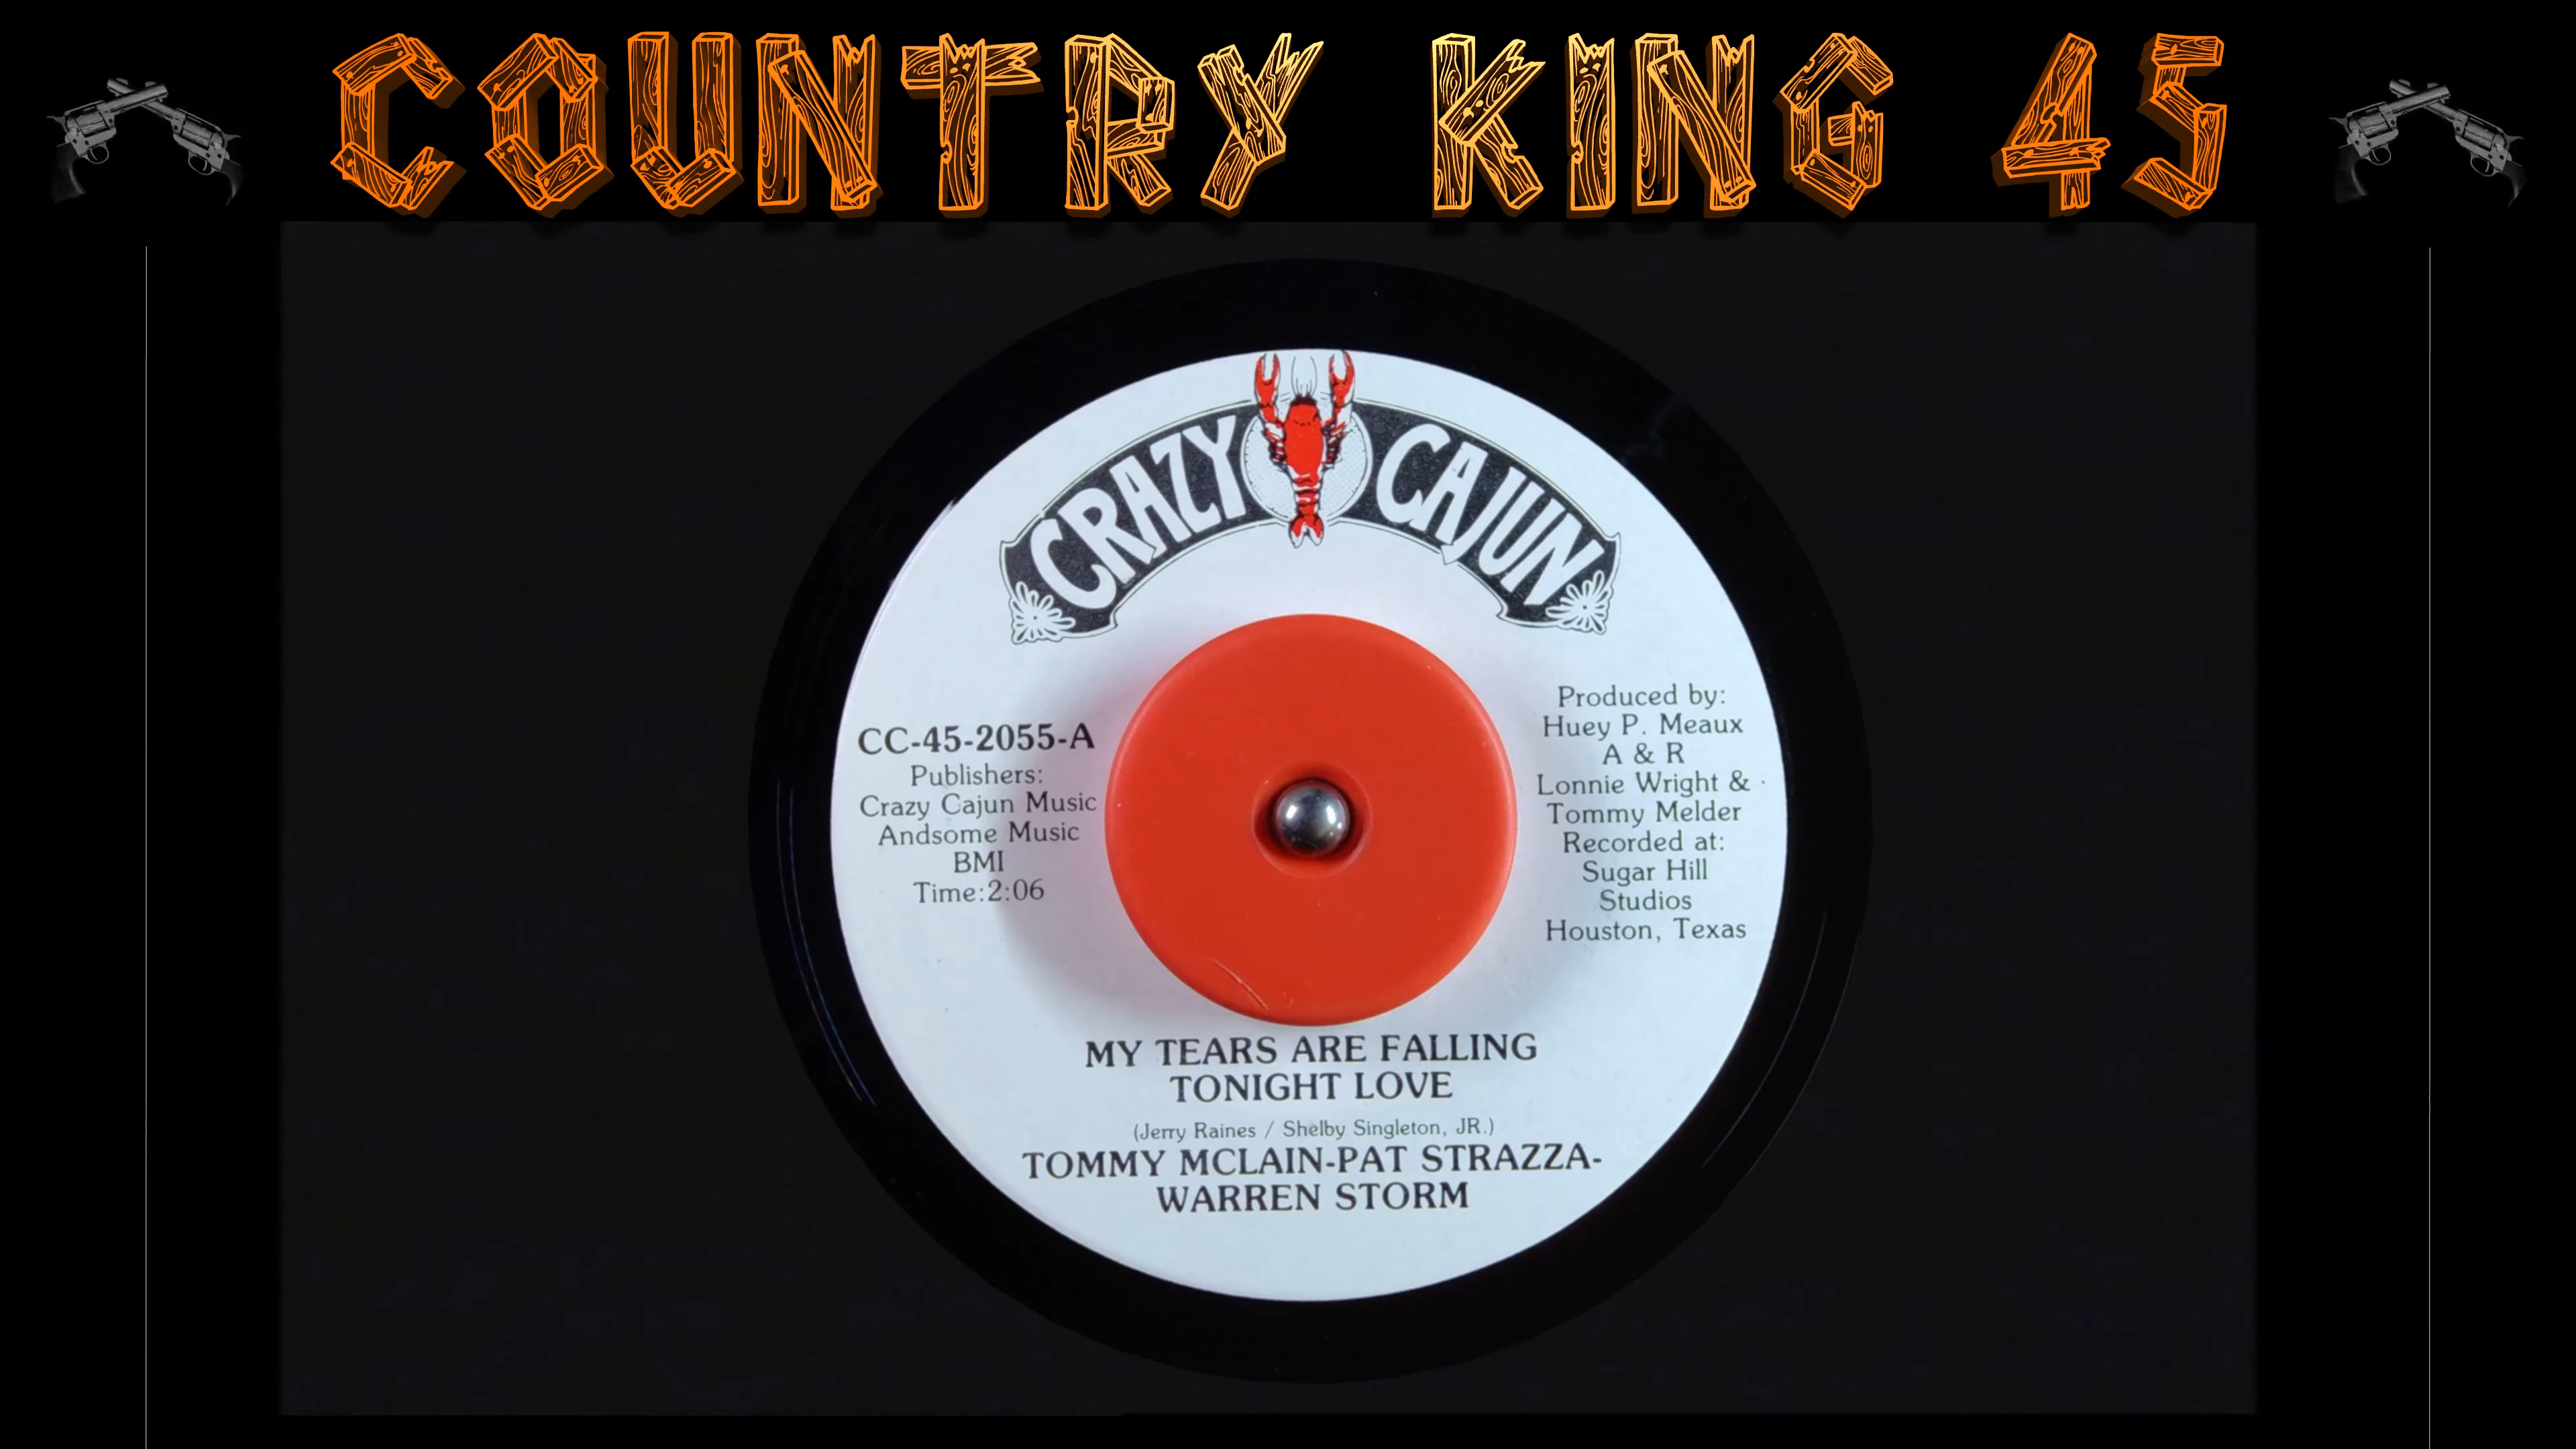 COUNTRY KING 45
CRAZY CAJUN
CC-45-2055-A
Publishers:
Crazy Cajun Music
Andsome Music
BMI
Time:2:06
Produced by:
Huey P. Meaux
A & R
Lonnie Wright &
Tommy Melder
Recorded at:
Sugar Hill
Studios
Houston, Texas
MY TEARS ARE FALLING
TONIGHT LOVE
(Jerry Raines / Shelby Singleton, JR.)
TOMMY MCLAIN-PAT STRAZZA-
WARREN STORM